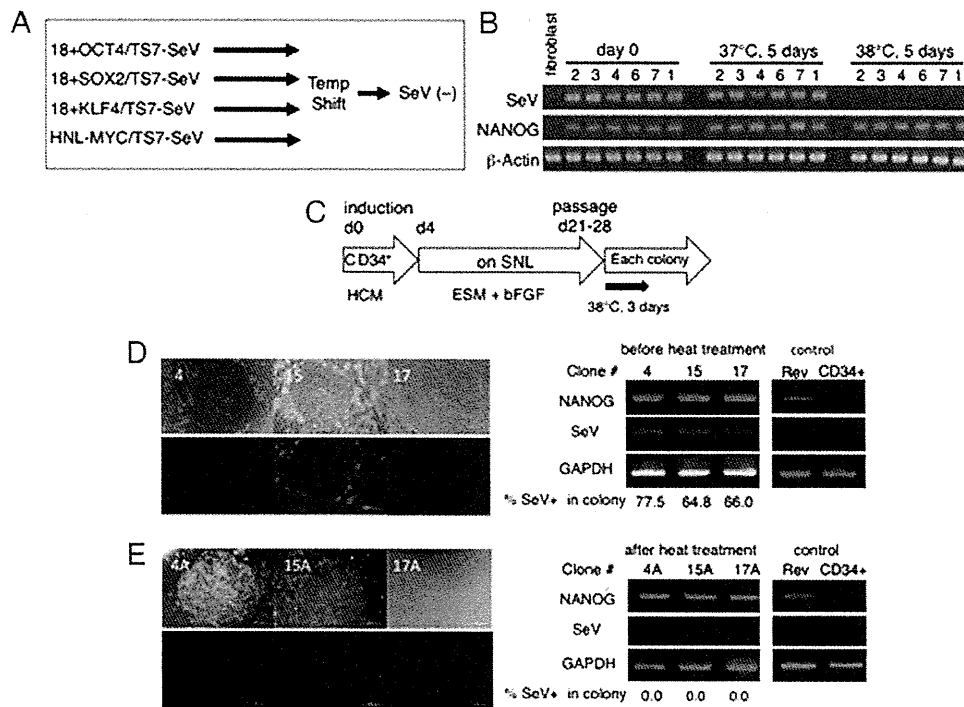 A
18+OCT4/TS7-SeV
18+SOX2/TS7-SeV
18+KLF4/TS7-SeV
HNL-MYC/TS7-SeV
Temp
Shift
SeV (–)
B
fibroblast
day 0
37°C, 5 days
38°C, 5 days
2 3 4 6 7 1 2 3 4 6 7 1 2 3 4 6 7 1
SeV
NANOG
β-Actin
C
induction
d0
d4
passage
d21-28
CD34+
on SNL
Each colony
HCM
ESM + bFGF
38°C, 3 days
D
4
15
17
before heat treatment
control
Clone # 4 15 17 Rev CD34+
NANOG
SeV
GAPDH
% SeV+ in colony 77.5 64.8 66.0
E
4A
15A
17A
after heat treatment
control
Clone # 4A 15A 17A Rev CD34+
NANOG
SeV
GAPDH
% SeV+ in colony 0.0 0.0 0.0